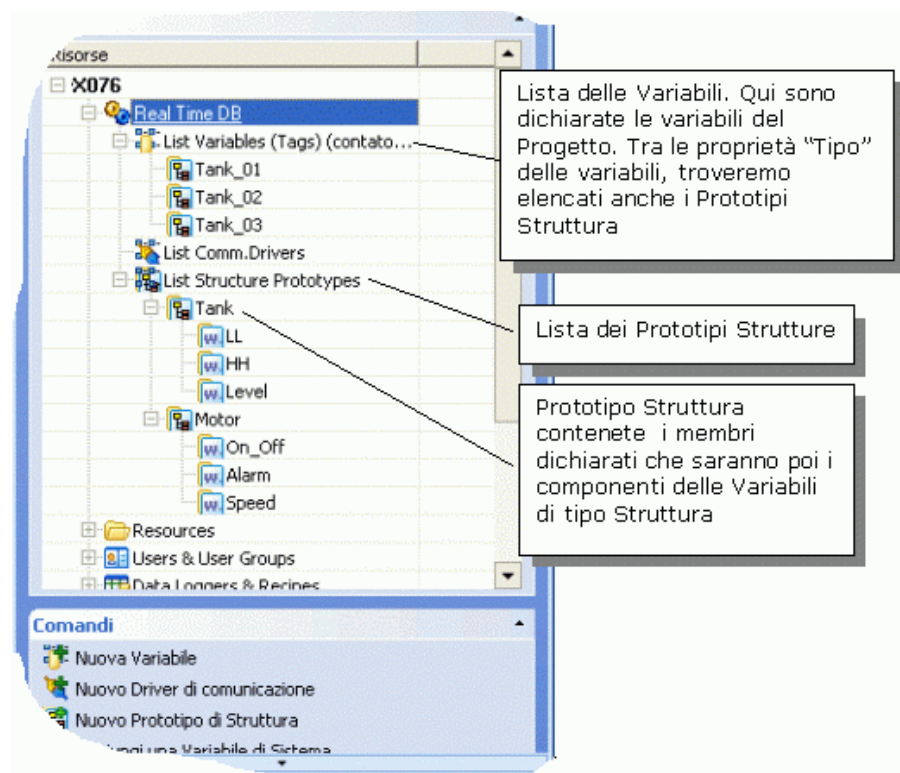 Risorse
X076
Real Time DB
List Variables (Tags) (contato...
Tank_01
Tank_02
Tank_03
List Comm.Drivers
List Structure Prototypes
Tank
LL
HH
Level
Motor
On_Off
Alarm
Speed
Resources
Users & User Groups
Data Loggers & Recipes
Lista delle Variabili. Qui sono
dichiarate le variabili del
Progetto. Tra le proprietà “Tipo”
delle variabili, troveremo
elencati anche i Prototipi
Struttura
Lista dei Prototipi Strutture
Prototipo Struttura
contenete i membri
dichiarati che saranno poi i
componenti delle Variabili
di tipo Struttura
Comandi
Nuova Variabile
Nuovo Driver di comunicazione
Nuovo Prototipo di Struttura
una Variabile di Sistema